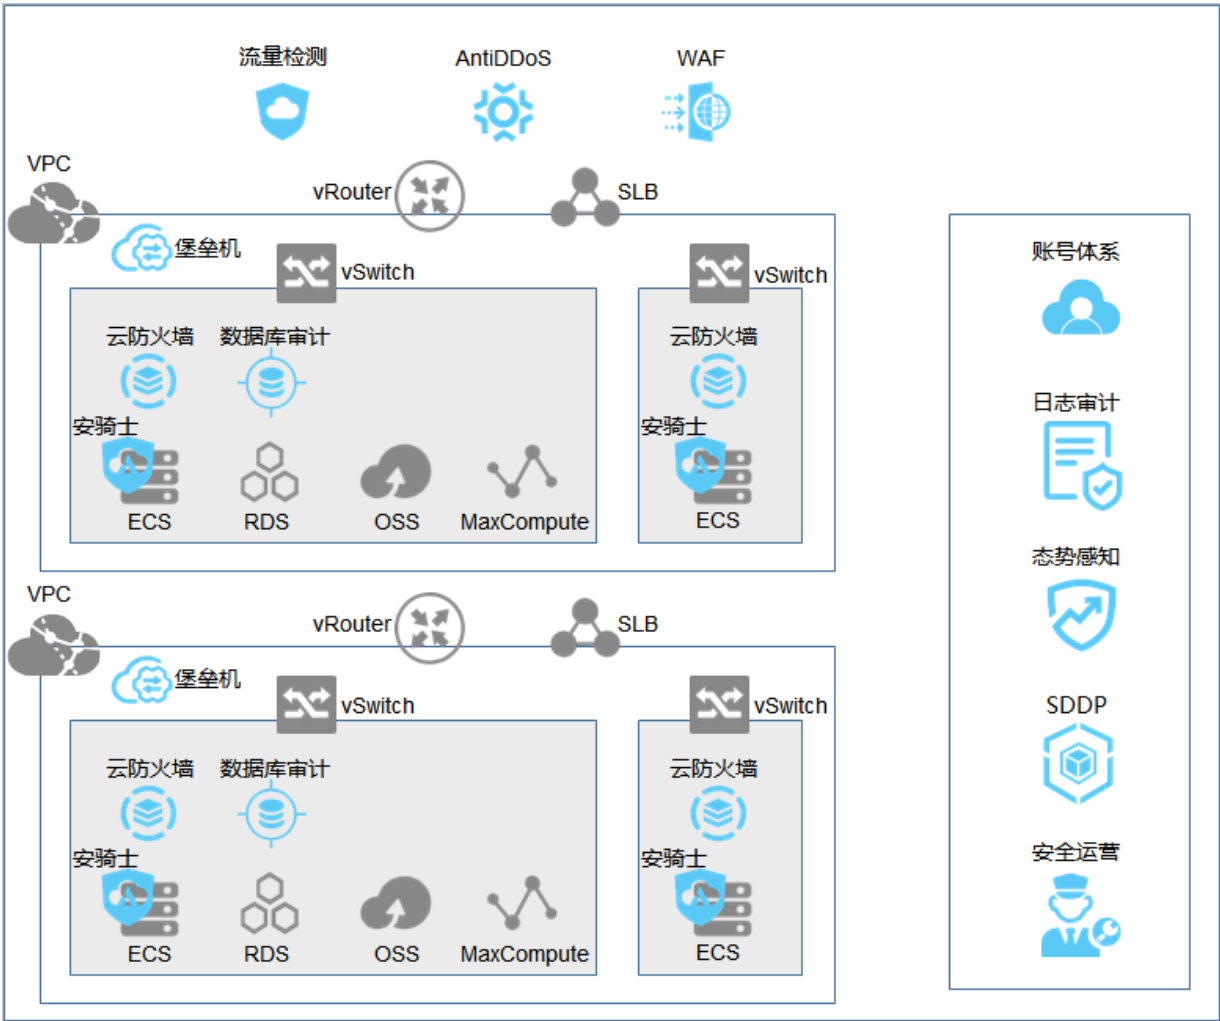 流量检测
AntiDDoS
WAF
VPC
vRouter
SLB
堡垒机
vSwitch
vSwitch
云防火墙
数据库审计
云防火墙
安骑士
安骑士
ECS
RDS
OSS
MaxCompute
ECS
VPC
vRouter
SLB
堡垒机
vSwitch
vSwitch
云防火墙
数据库审计
云防火墙
安骑士
安骑士
ECS
RDS
OSS
MaxCompute
ECS
账号体系
日志审计
态势感知
SDDP
安全运营